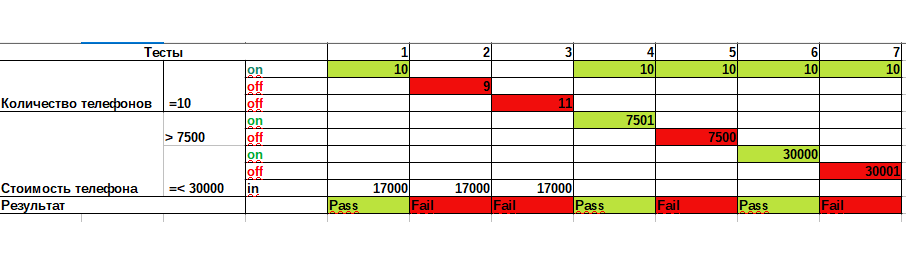 Тесты 1 2 3 4 5 6 7
on 10 10 10 10 10
off 9
Количество телефонов =10 off 11
on 7501
> 7500 off 7500
on 30000
off 30001
Стоимость телефона =< 30000 in 17000 17000 17000
Результат Pass Fail Fail Pass Fail Pass Fail